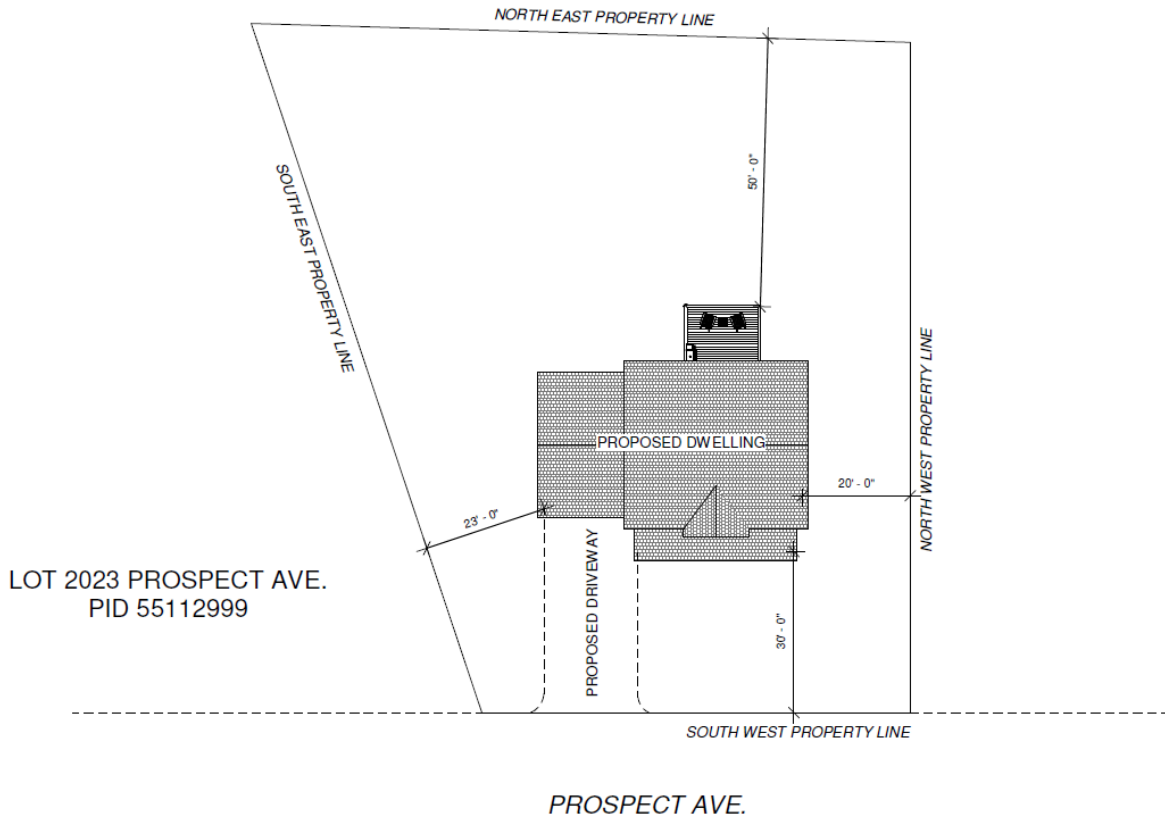 NORTH EAST PROPERTY LINE
SOUTH EAST PROPERTY LINE
50' - 0"
NORTH WEST PROPERTY LINE
PROPOSED DWELLING
20' - 0"
23' - 0"
LOT 2023 PROSPECT AVE.
PID 55112999
PROPOSED DRIVEWAY
30' - 0"
SOUTH WEST PROPERTY LINE
PROSPECT AVE.